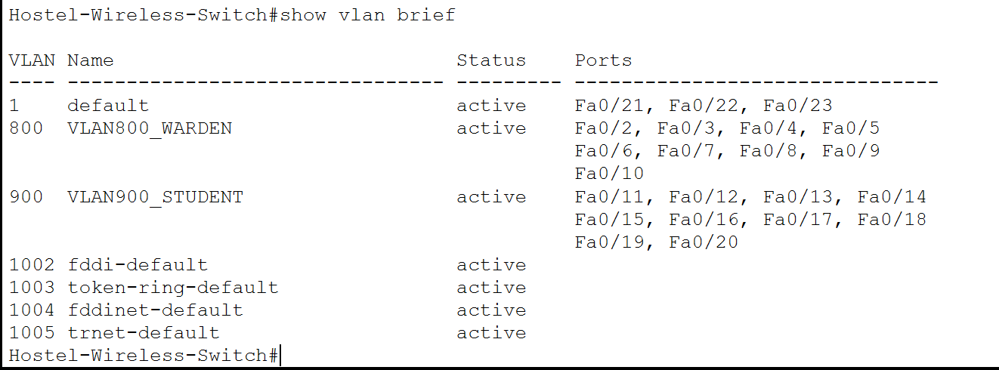 Hostel-Wireless-Switch#show vlan brief
VLAN Name                             Status    Ports
---- -------------------------------- --------- -------------------------------
1    default                          active    Fa0/21, Fa0/22, Fa0/23
800  VLAN800_WARDEN                   active    Fa0/2, Fa0/3, Fa0/4, Fa0/5
                                                Fa0/6, Fa0/7, Fa0/8, Fa0/9
                                                Fa0/10
900  VLAN900_STUDENT                  active    Fa0/11, Fa0/12, Fa0/13, Fa0/14
                                                Fa0/15, Fa0/16, Fa0/17, Fa0/18
                                                Fa0/19, Fa0/20
1002 fddi-default                     active
1003 token-ring-default               active
1004 fddinet-default                  active
1005 trnet-default                    active
Hostel-Wireless-Switch#